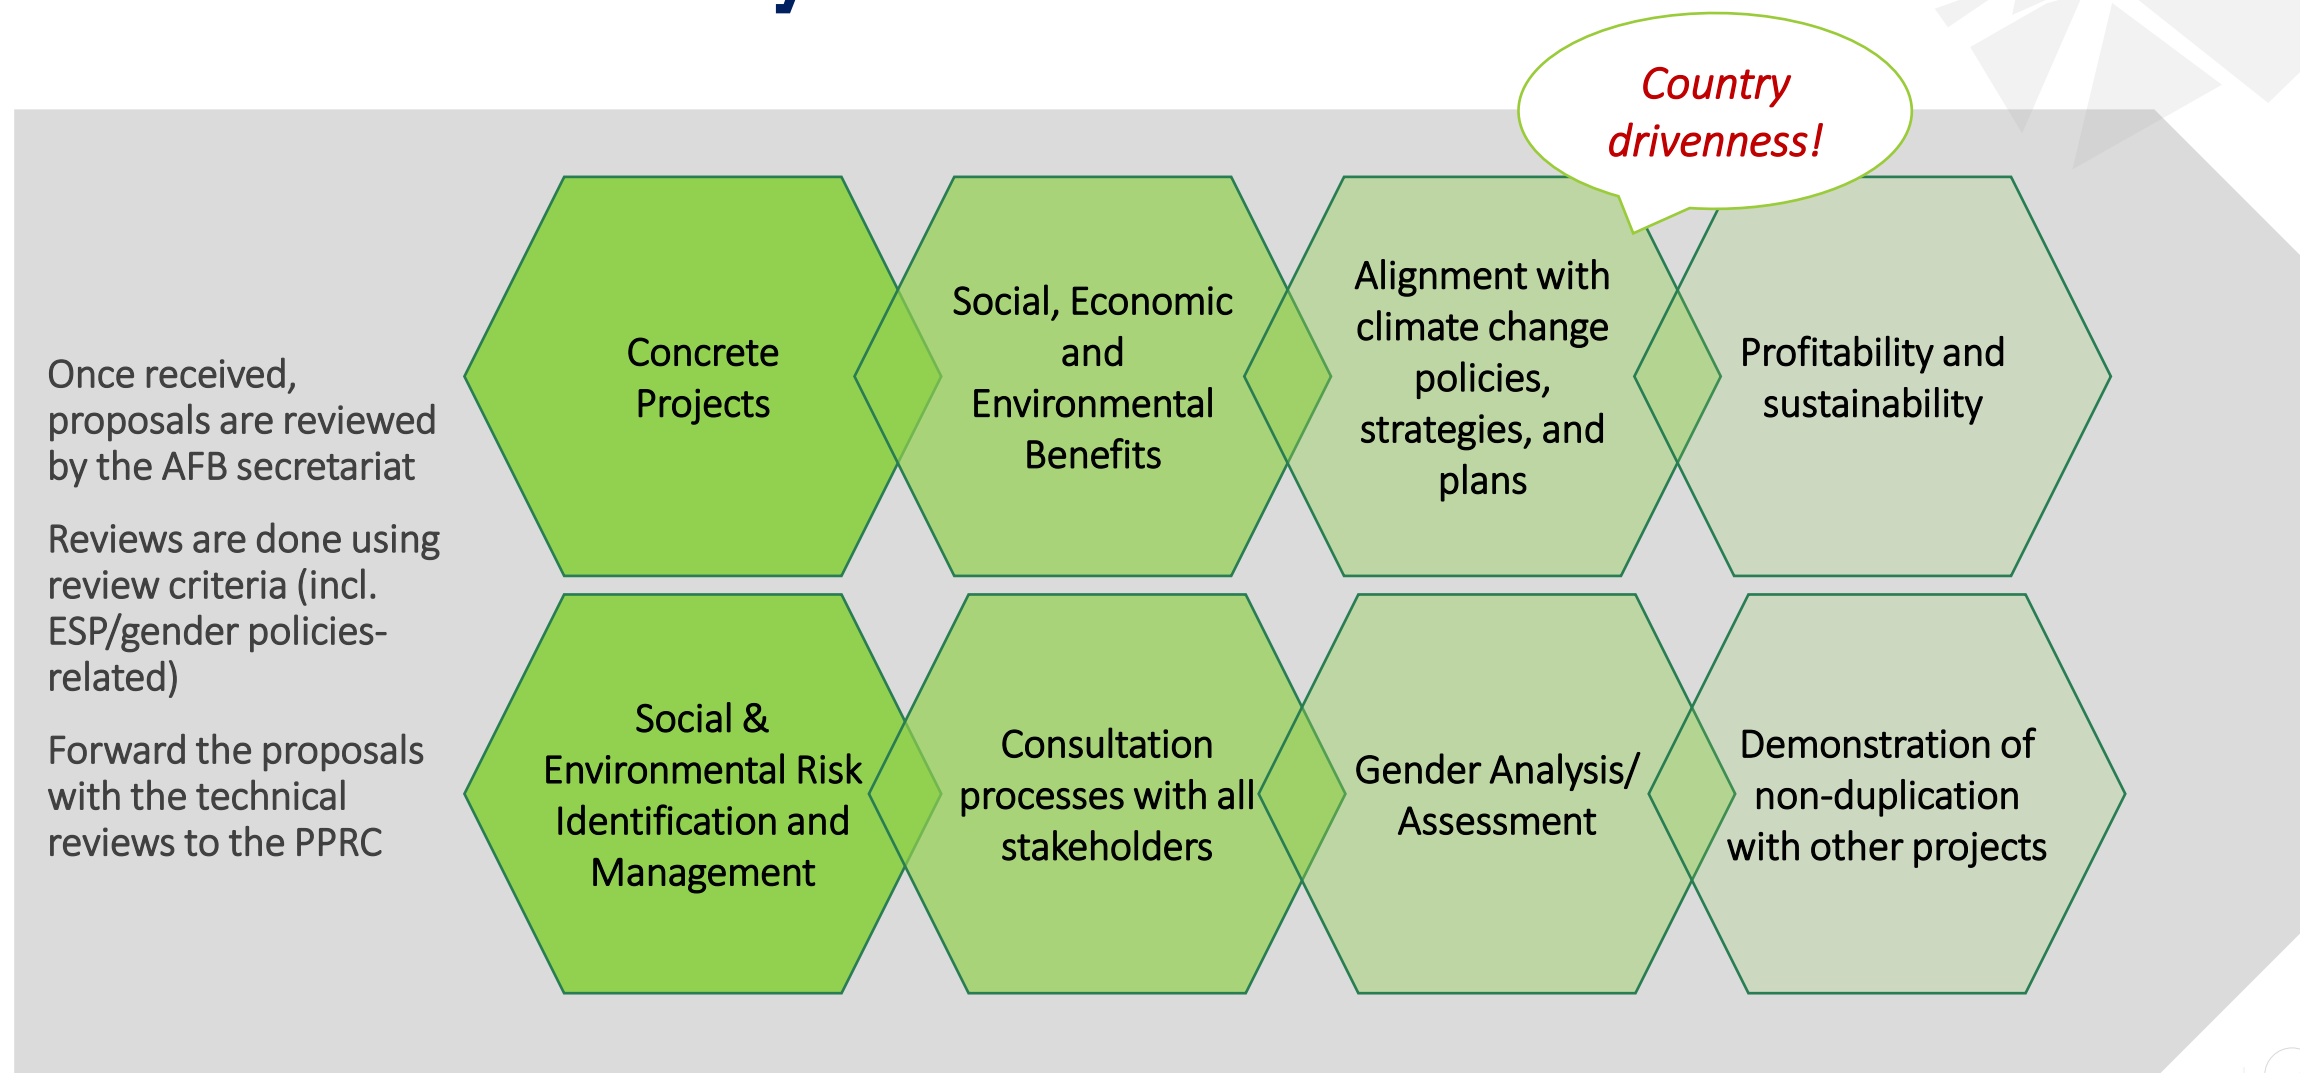 Country
drivenness!
Once received,
proposals are reviewed
by the AFB secretariat
Reviews are done using
review criteria (incl.
ESP/gender policies-
related)
Forward the proposals
with the technical
reviews to the PPRC
Concrete
Projects
Social, Economic
and
Environmental
Benefits
Alignment with
climate change
policies,
strategies, and
plans
Profitability and
sustainability
Social &
Environmental Risk
Identification and
Management
Consultation
processes with all
stakeholders
Gender Analysis/
Assessment
Demonstration of
non-duplication
with other projects